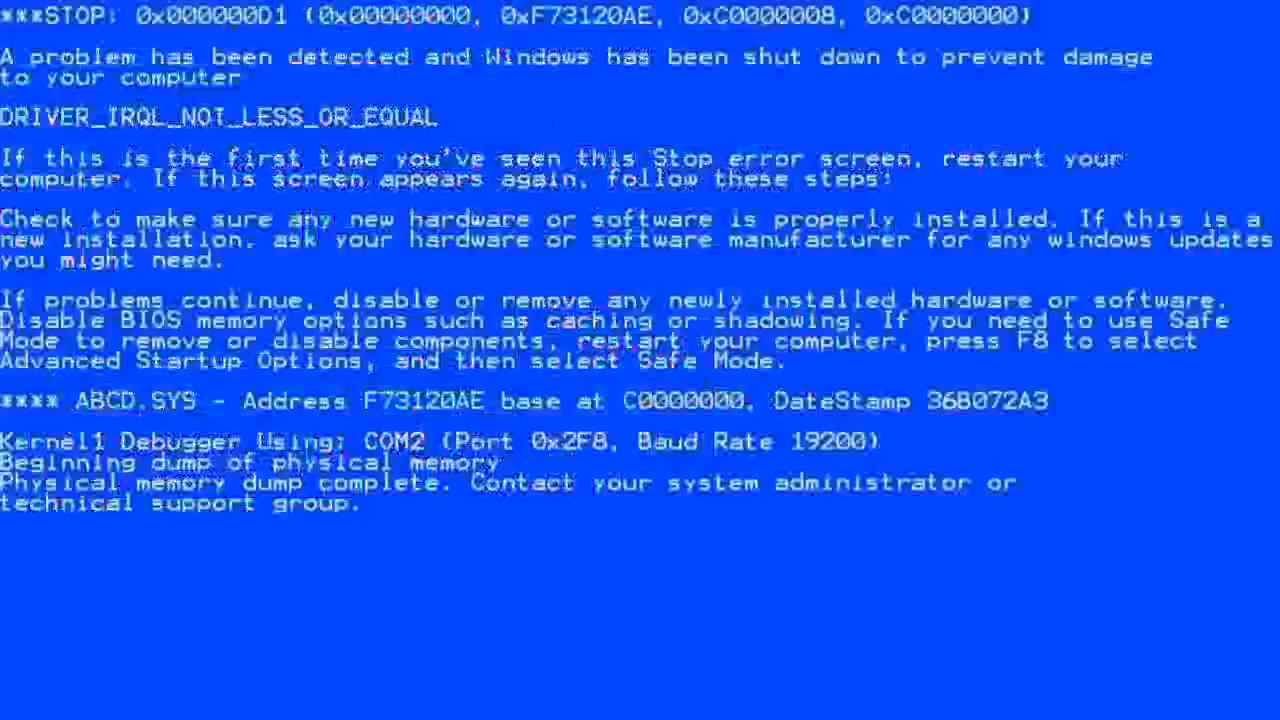 ***STOP: 0x000000D1 (0x00000000, 0xF73120AE, 0xC0000008, 0xC0000000)
A problem has been detected and Windows has been shut down to prevent damage
to your computer
DRIVER_IRQL_NOT_LESS_OR_EQUAL
If this is the first time you've seen this Stop error screen, restart your
computer. If this screen appears again, follow these steps:
Check to make sure any new hardware or software is properly installed. If this is a
new installation, ask your hardware or software manufacturer for any windows updates
you might need.
If problems continue, disable or remove any newly installed hardware or software.
Disable BIOS memory options such as caching or shadowing. If you need to use Safe
Mode to remove or disable components, restart your computer, press F8 to select
Advanced Startup Options, and then select Safe Mode.
**** ABCD.SYS - Address F73120AE base at C0000000, DateStamp 36B072A3
Kernel1 Debugger Using: COM2 (Port 0x2F8, Baud Rate 19200)
Beginning dump of physical memory
Physical memory dump complete. Contact your system administrator or
technical support group.